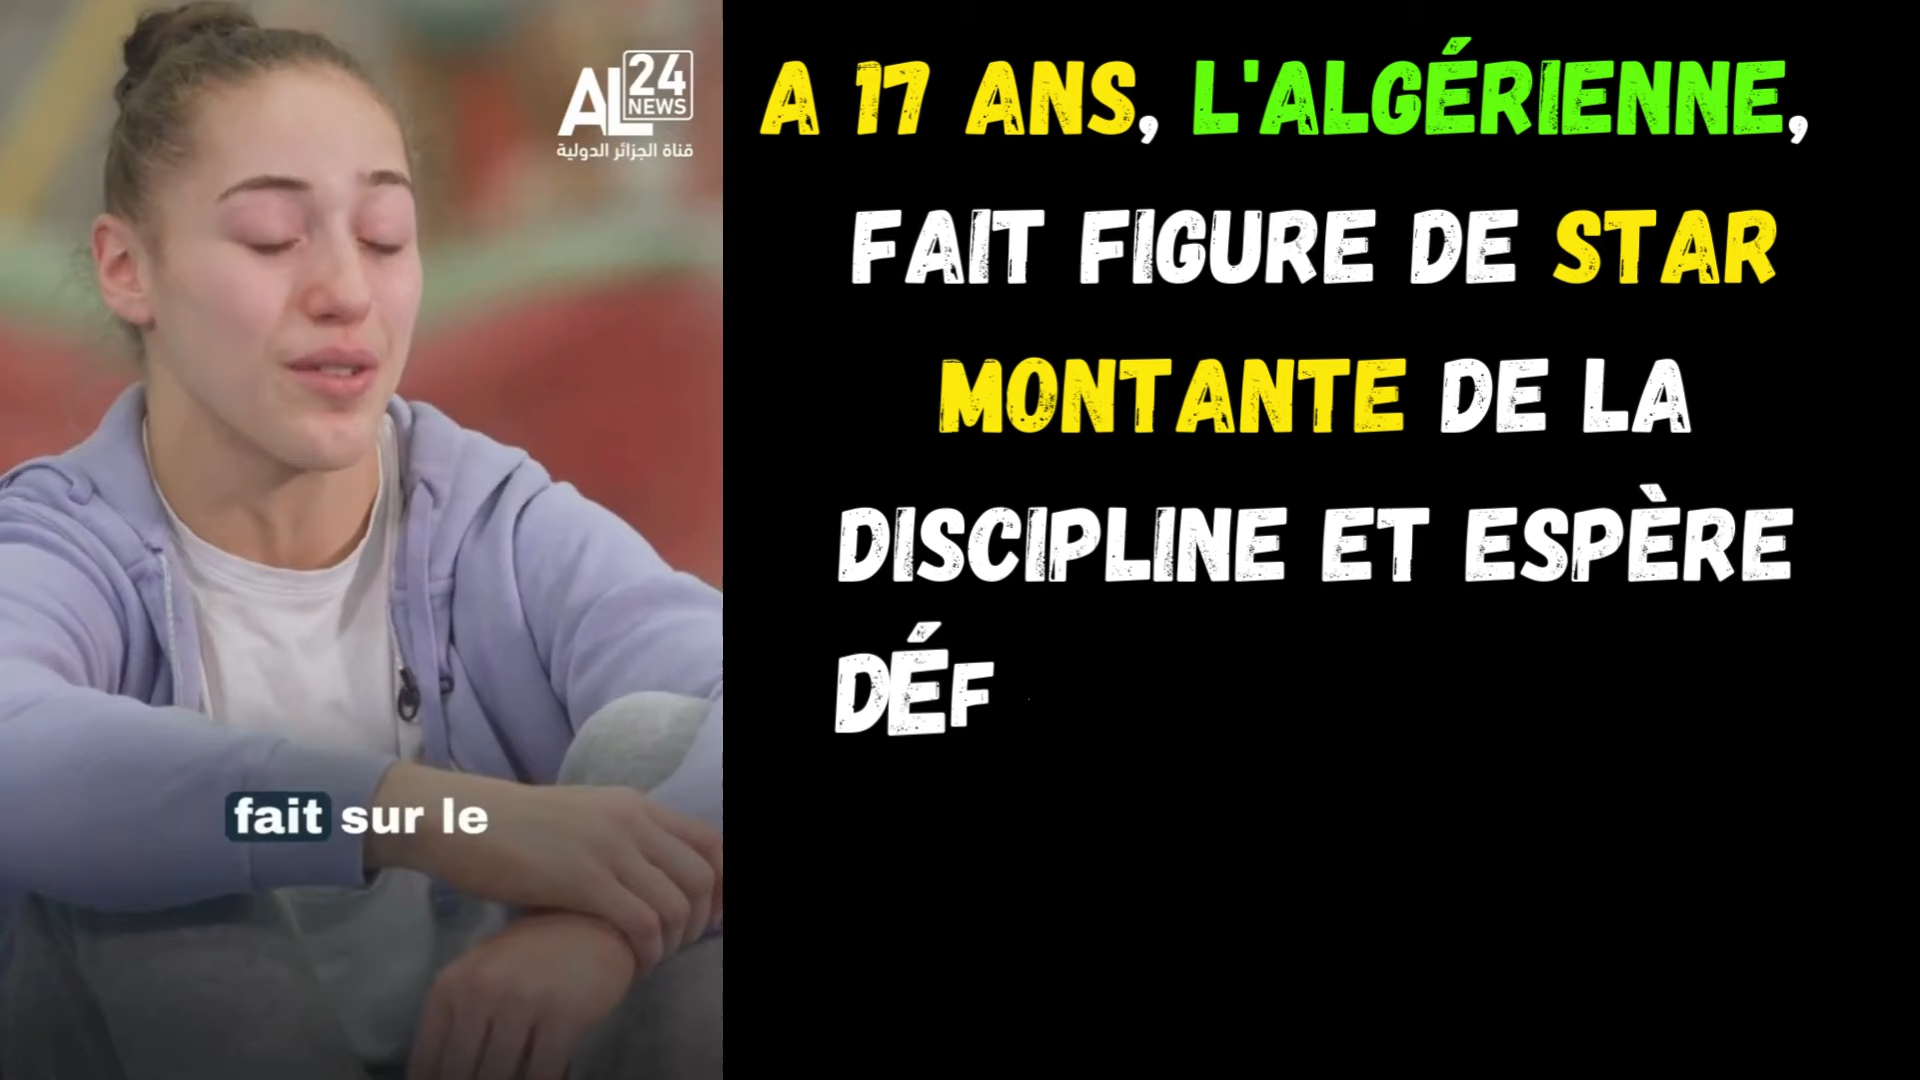 AL
24
NEWS
قناة الجزائر الدولية
fait sur le
A 17 ANS, L'ALGÉRIENNE,
FAIT FIGURE DE STAR
MONTANTE DE LA
DISCIPLINE ET ESPÈRE
DÉF